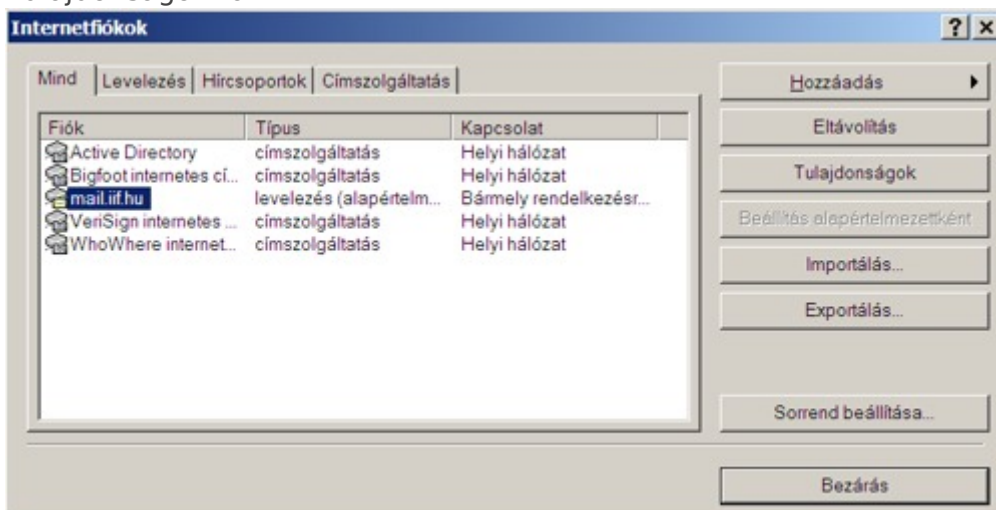 Internetfiókok
Mind Levelezés Hírcsoportok Címszolgáltatás
Fiók Típus Kapcsolat
Active Directory címszolgáltatás Helyi hálózat
Bigfoot internetes cí... címszolgáltatás Helyi hálózat
mail.iif.hu levelezés (alapértelm... Bármely rendelkezésr...
VeriSign internetes ... címszolgáltatás Helyi hálózat
WhoWhere internet... címszolgáltatás Helyi hálózat
Hozzáadás
Eltávolítás
Tulajdonságok
Beállítás alapértelmezettként
Importálás...
Exportálás...
Sorrend beállítása...
Bezárás